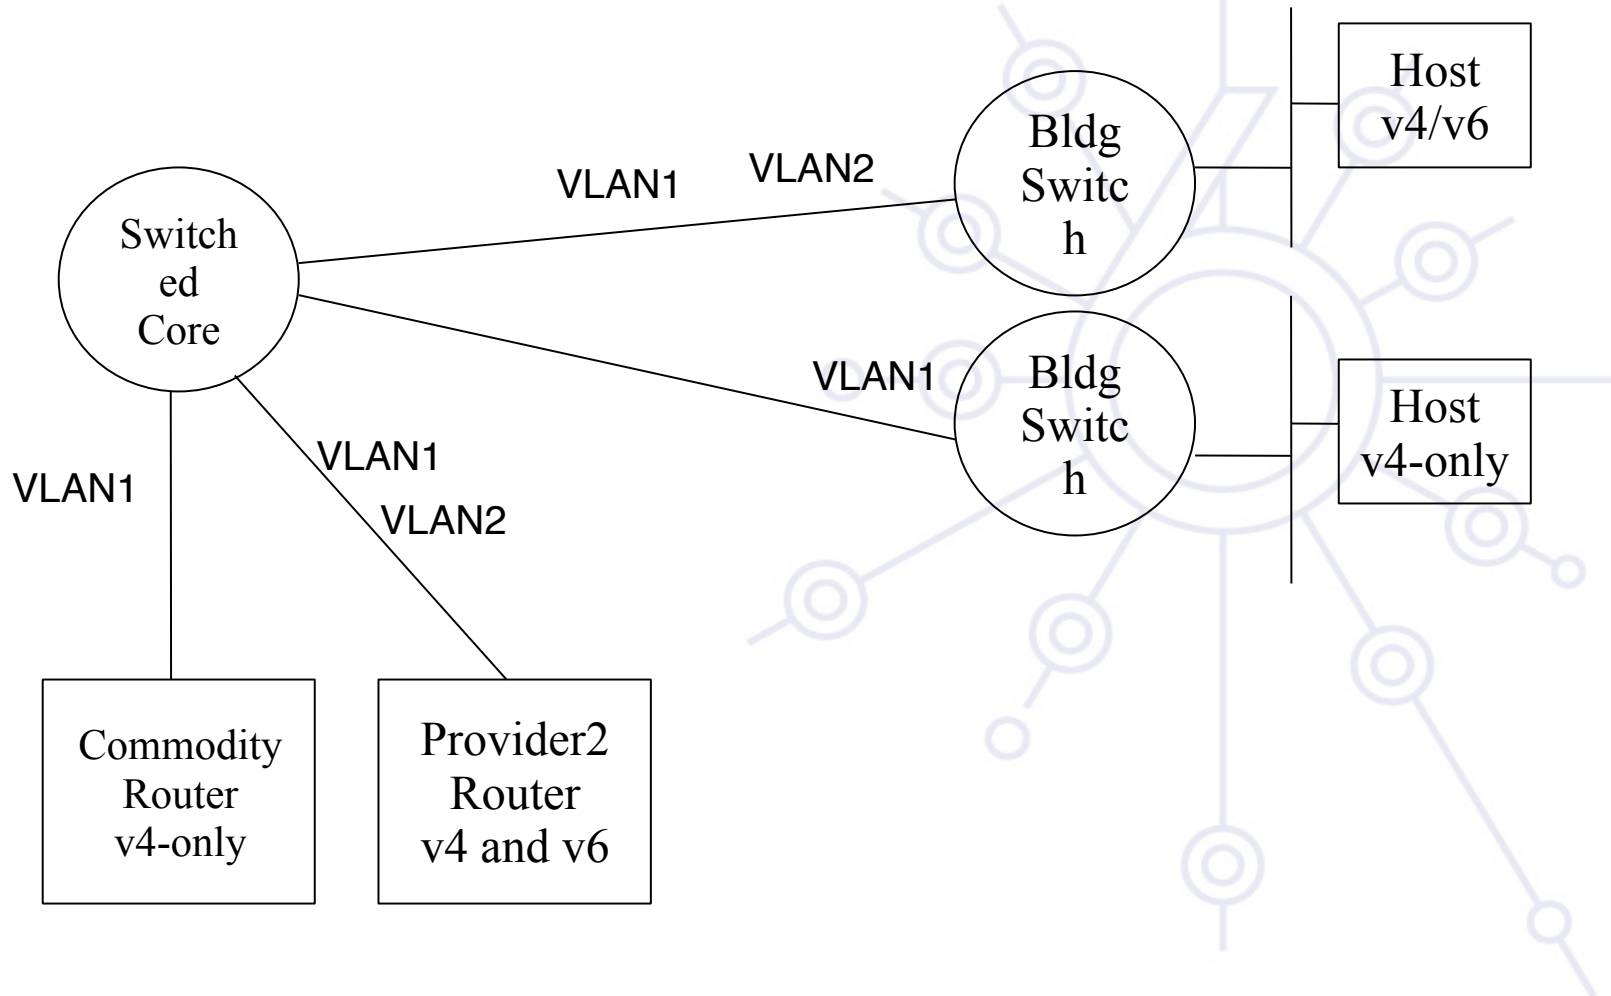 Host
v4/v6
Bldg
Switc
h
VLAN1
VLAN2
Switch
ed
Core
Bldg
Switc
h
VLAN1
Host
v4-only
VLAN1
VLAN1
VLAN2
Commodity
Router
v4-only
Provider2
Router
v4 and v6